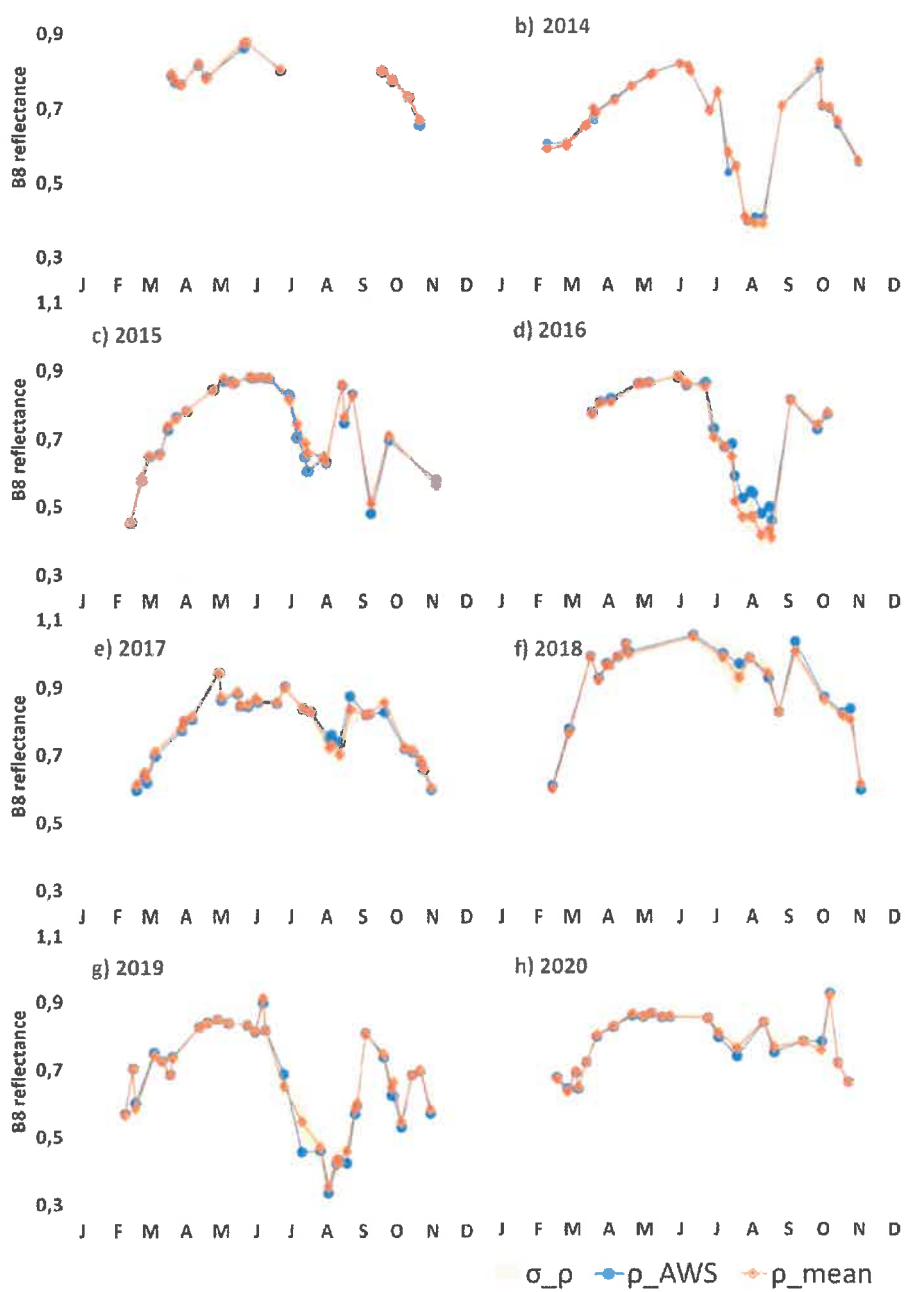 b) 2014
0,9
0,7
0,5
0,3
B8 reflectance
J F M A M J J A S O N D
J F M A M J J A S O N D
1,1
c) 2015
d) 2016
0,9
0,7
0,5
0,3
B8 reflectance
J F M A M J J A S O N D
J F M A M J J A S O N D
1,1
e) 2017
f) 2018
0,9
0,7
0,5
0,3
B8 reflectance
J F M A M J J A S O N D
J F M A M J J A S O N D
1,1
g) 2019
h) 2020
0,9
0,7
0,5
0,3
B8 reflectance
J F M A M J J A S O N D
J F M A M J J A S O N D
σ_ρ ρ_AWS ρ_mean